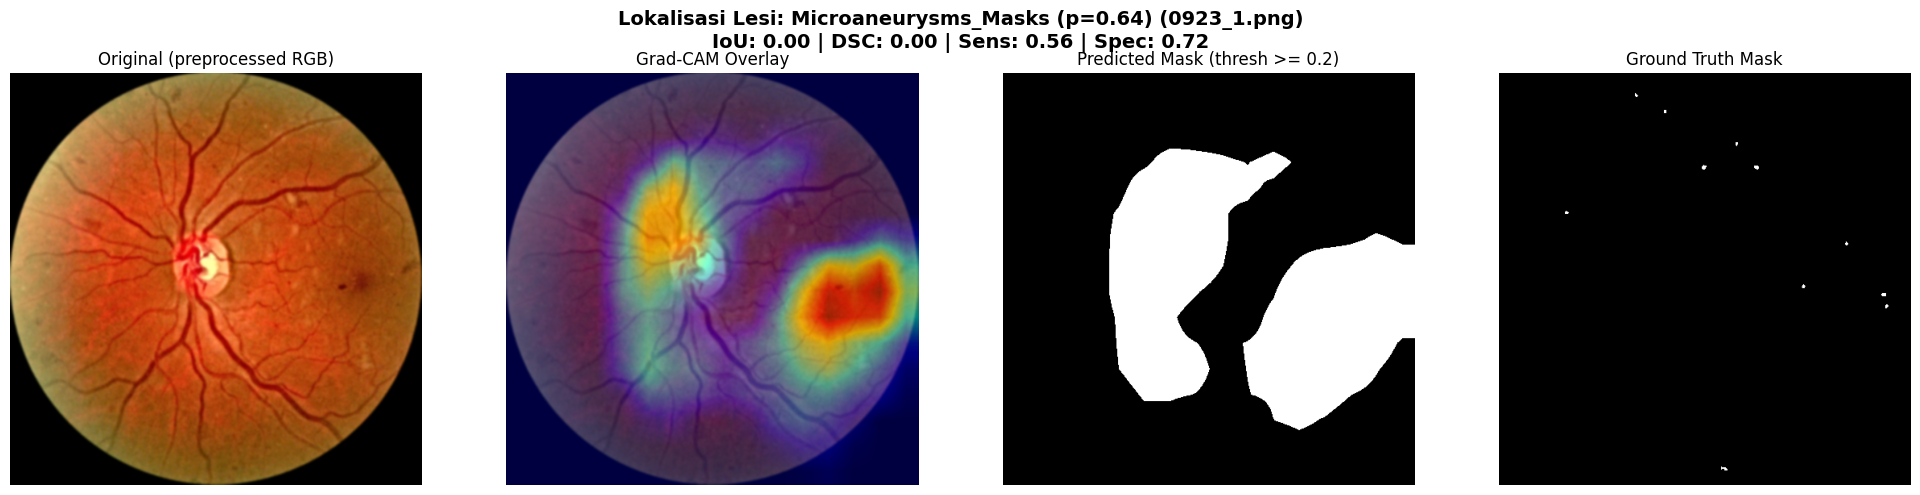 Lokalisasi Lesi: Microaneurysms_Masks (p=0.64) (0923_1.png)
IoU: 0.00 | DSC: 0.00 | Sens: 0.56 | Spec: 0.72
Original (preprocessed RGB)
Grad-CAM Overlay
Predicted Mask (thresh >= 0.2)
Ground Truth Mask